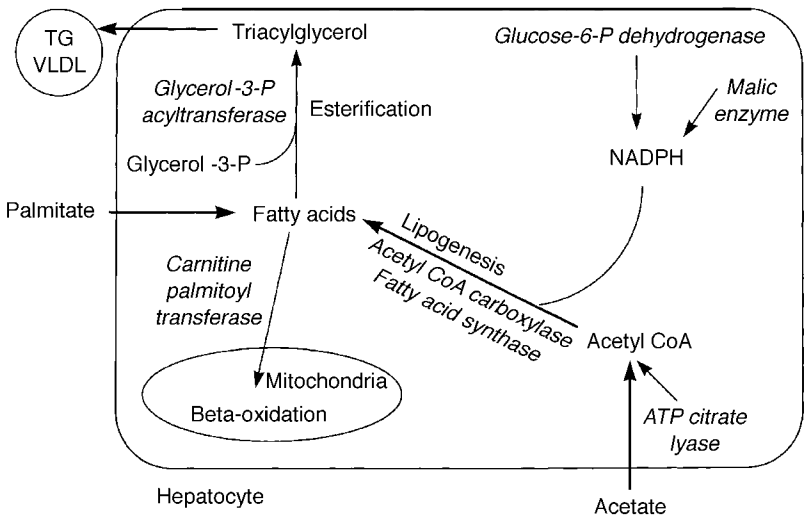 TG
VLDL
Triacylglycerol
Glucose-6-P dehydrogenase
Glycerol -3-P
acyltransferase
Esterification
Malic
enzyme
Glycerol -3-P
NADPH
Palmitate
Fatty acids
Lipogenesis
Acetyl CoA carboxylase
Fatty acid synthase
Carnitine
palmitoyl
transferase
Acetyl CoA
Mitochondria
Beta-oxidation
ATP citrate
lyase
Hepatocyte
Acetate